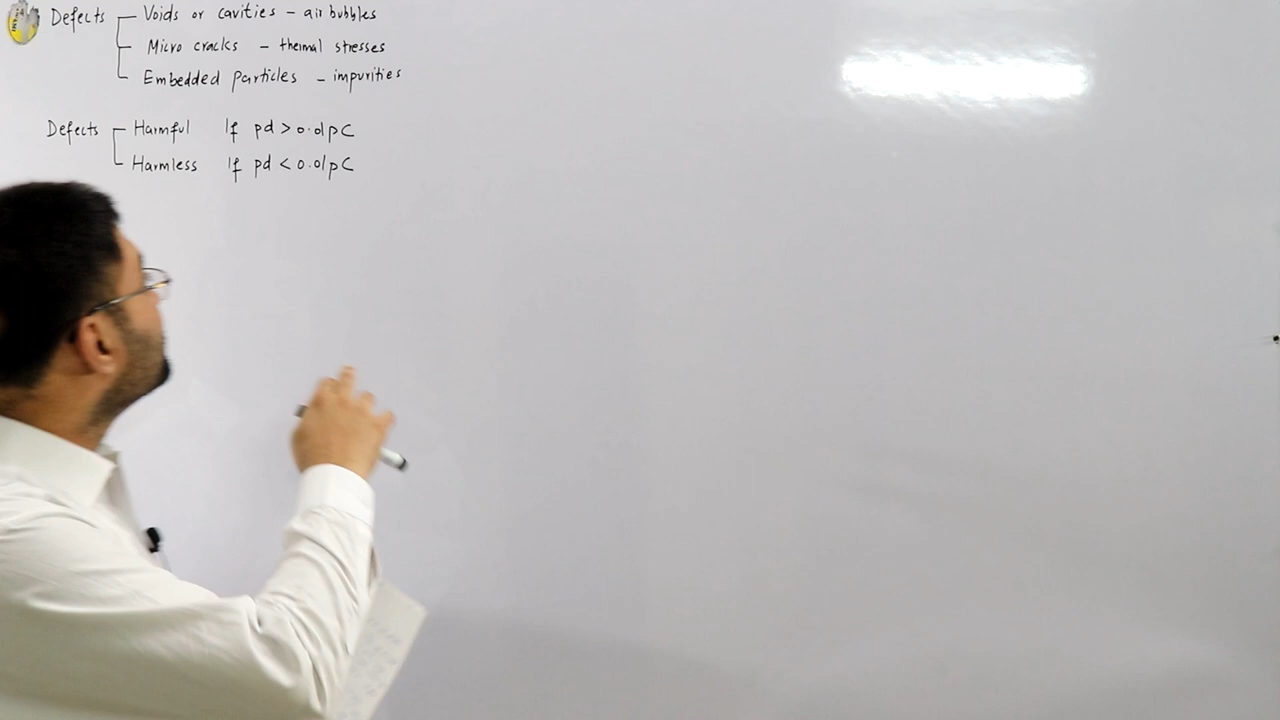 Defects Voids or cavities - air bubbles
Micro cracks - thermal stresses
Embedded Particles - impurities
Defects Harmful If pd > 0.01pC
Harmless If pd < 0.01pC